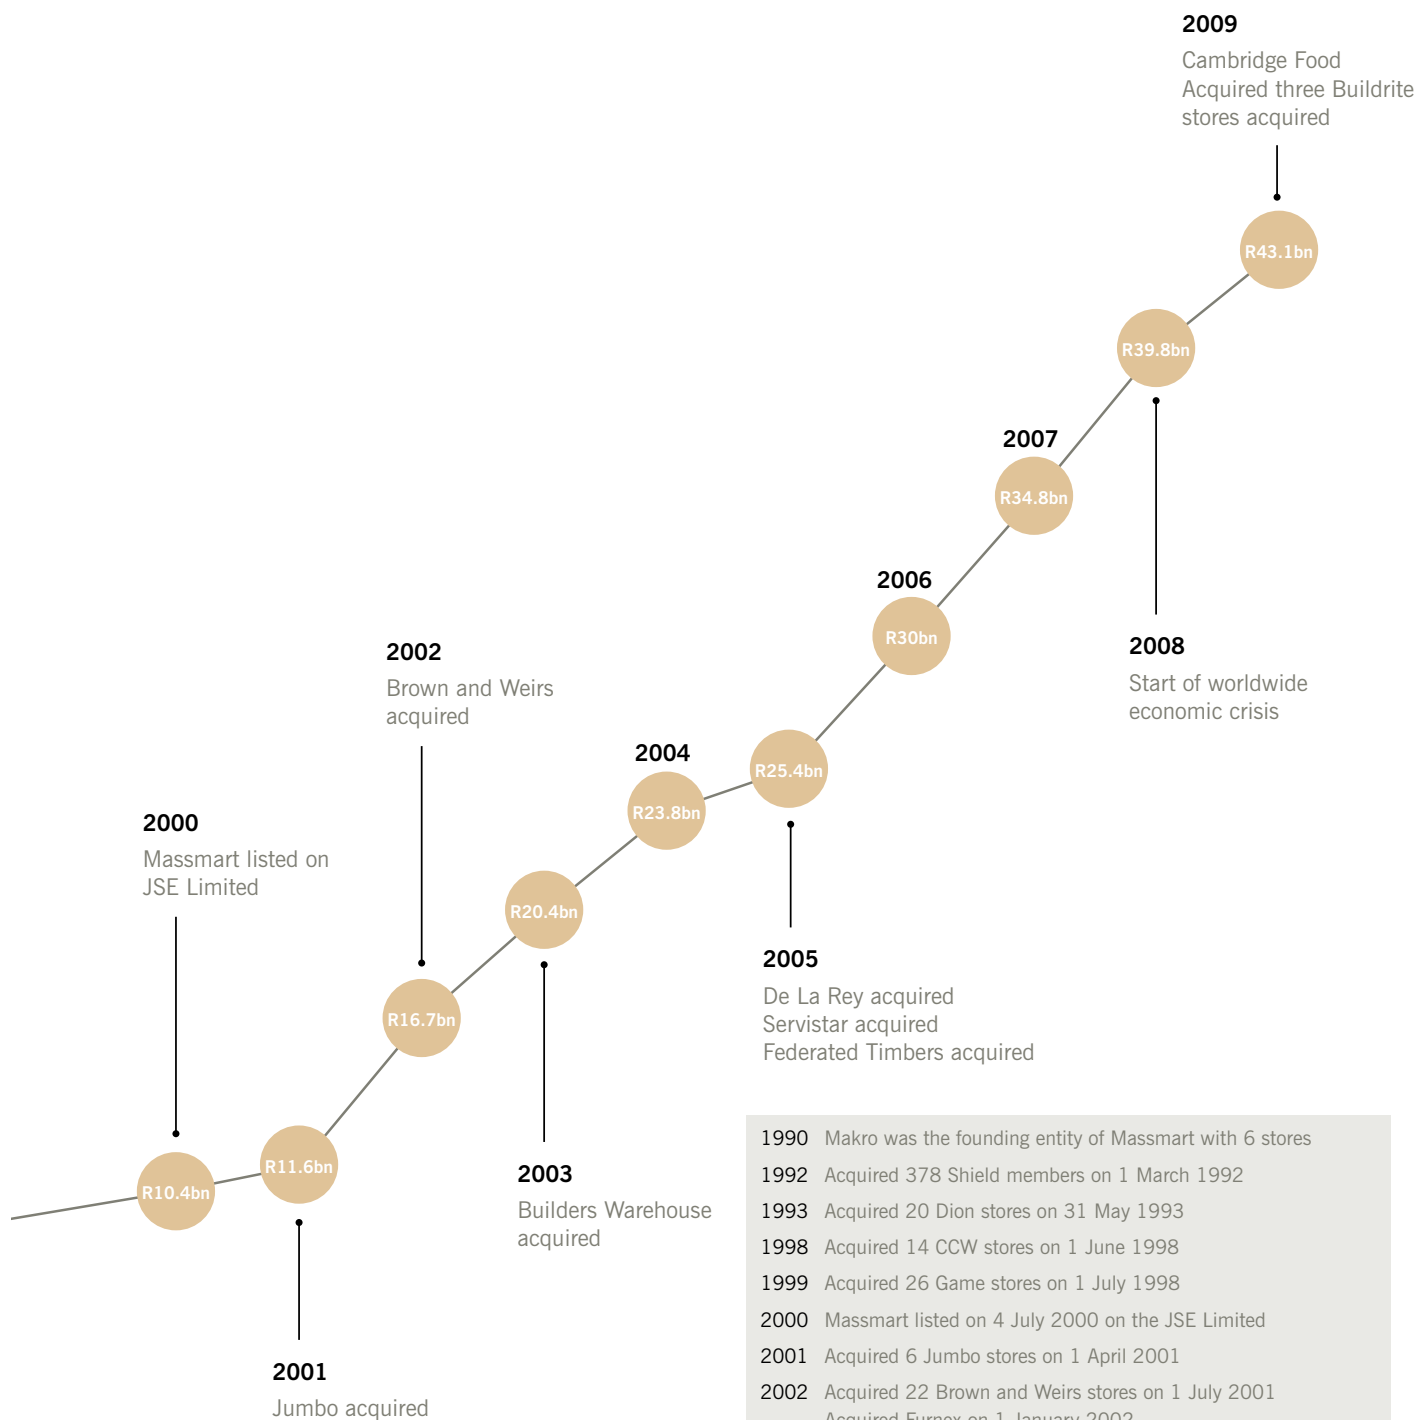 2009
Cambridge Food
Acquired three Buildrite
stores acquired
R43.1bn
R39.8bn
2007
R34.8bn
2006
R30bn
2008
Start of worldwide
economic crisis
2002
Brown and Weirs
acquired
2004
R25.4bn
R23.8bn
2000
Massmart listed on
JSE Limited
R20.4bn
2005
De La Rey acquired
Servistar acquired
Federated Timbers acquired
R16.7bn
R11.6bn
R10.4bn
2003
Builders Warehouse
acquired
2001
Jumbo acquired
1990 Makro was the founding entity of Massmart with 6 stores
1992 Acquired 378 Shield members on 1 March 1992
1993 Acquired 20 Dion stores on 31 May 1993
1998 Acquired 14 CCW stores on 1 June 1998
1999 Acquired 26 Game stores on 1 July 1998
2000 Massmart listed on 4 July 2000 on the JSE Limited
2001 Acquired 6 Jumbo stores on 1 April 2001
2002 Acquired 22 Brown and Weirs stores on 1 July 2001
Acquired Furnex on 1 January 2002